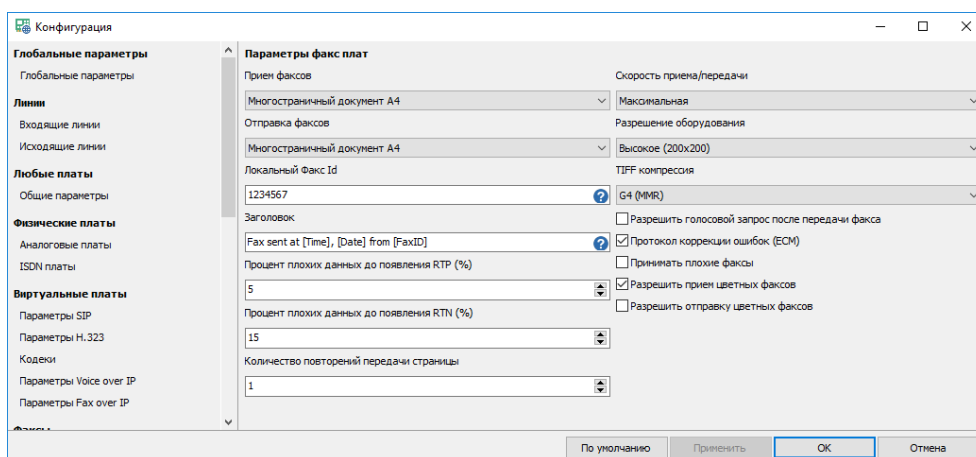 Конфигурация
Глобальные параметры
Глобальные параметры
Линии
Входящие линии
Исходящие линии
Любые платы
Общие параметры
Физические платы
Аналоговые платы
ISDN платы
Виртуальные платы
Параметры SIP
Параметры H.323
Кодеки
Параметры Voice over IP
Параметры Fax over IP
Факсы
Параметры факс плат
Прием факсов
Многостраничный документ A4
Отправка факсов
Многостраничный документ A4
Локальный Факс Id
1234567
Заголовок
Fax sent at [Time], [Date] from [FaxID]
Процент плохих данных до появления RTP (%)
5
Процент плохих данных до появления RTN (%)
15
Количество повторений передачи страницы
1
Скорость приема/передачи
Максимальная
Разрешение оборудования
Высокое (200x200)
TIFF компрессия
G4 (MMR)
Разрешить голосовой запрос после передачи факса
Протокол коррекции ошибок (ECM)
Принимать плохие факсы
Разрешить прием цветных факсов
Разрешить отправку цветных факсов
По умолчанию
Применить
OK
Отмена